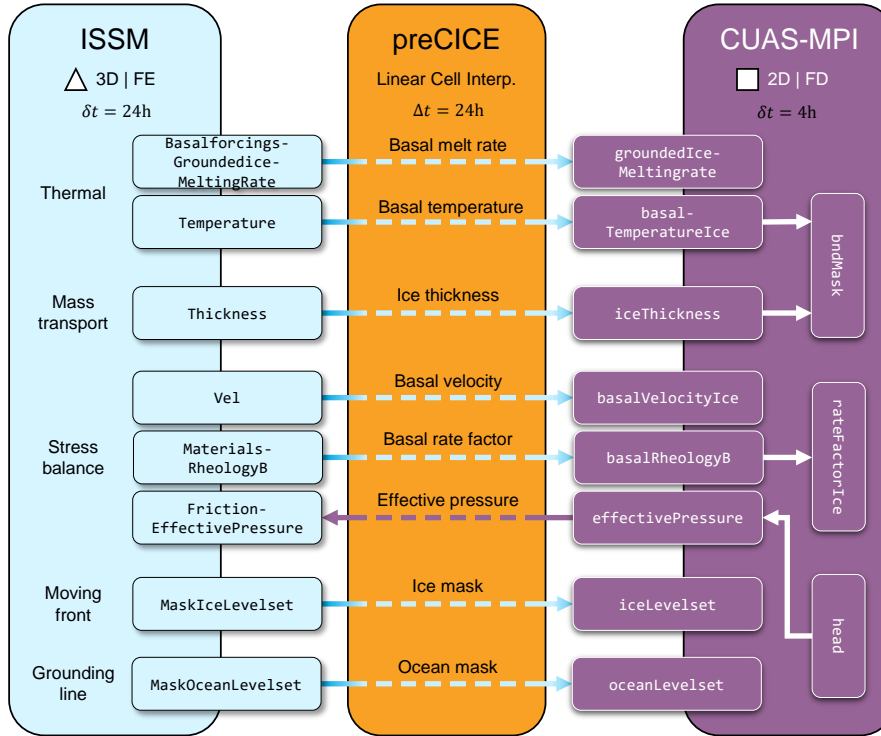 ISSM
preCICE
CUAS-MPI
3D | FE
Linear Cell Interp.
2D | FD
δt = 24h
Δt = 24h
δt = 4h
Thermal
Basalforcings-
Groundedice-
MeltingRate
Basal melt rate
groundedIce-
Meltingrate
Temperature
Basal temperature
basal-
TemperatureIce
bndMask
Mass
transport
Thickness
Ice thickness
iceThickness
Stress
balance
Vel
Basal velocity
basalVelocityIce
Materials-
RheologyB
Basal rate factor
basalRheologyB
rateFactorIce
Friction-
EffectivePressure
Effective pressure
effectivePressure
Moving
front
MaskIceLevelset
Ice mask
iceLevelset
head
Grounding
line
MaskOceanLevelset
Ocean mask
oceanLevelset